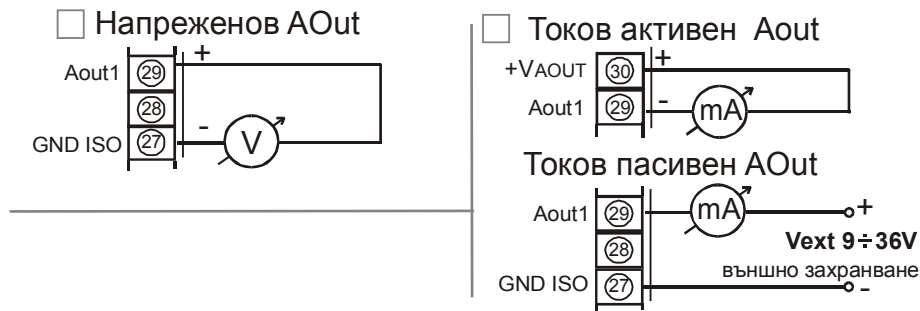 Напреженов AOut
+
Aout1 29
28
GND ISO 27 - V
Токов активен Aout
+VAOUT 30 +
Aout1 29 - mA
Токов пасивен AOut
Aout1 29 mA +
28 Vext 9÷36V
външно захранване
GND ISO 27 -